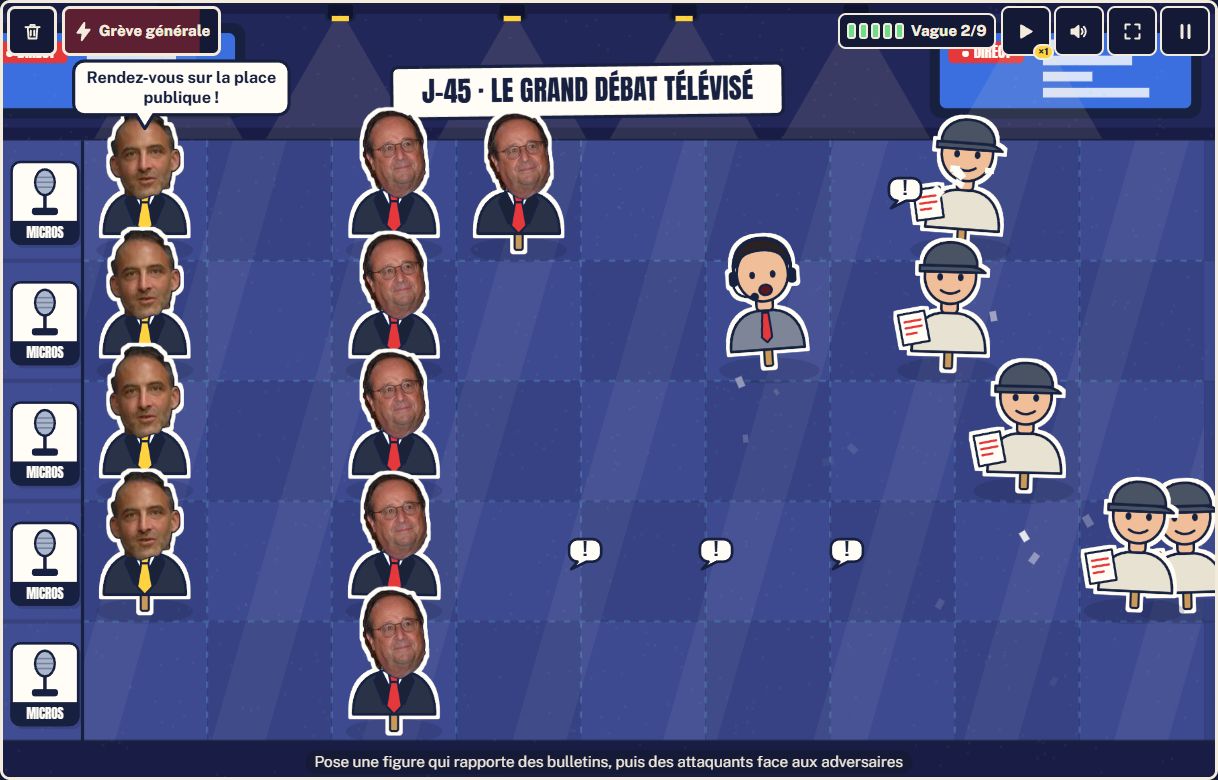 Grève générale
Vague 2/9
×1
DIRECT
Rendez-vous sur la place
publique !
J-45 · LE GRAND DÉBAT TÉLÉVISÉ
!
MICROS
MICROS
MICROS
!
!
!
MICROS
MICROS
Pose une figure qui rapporte des bulletins, puis des attaquants face aux adversaires